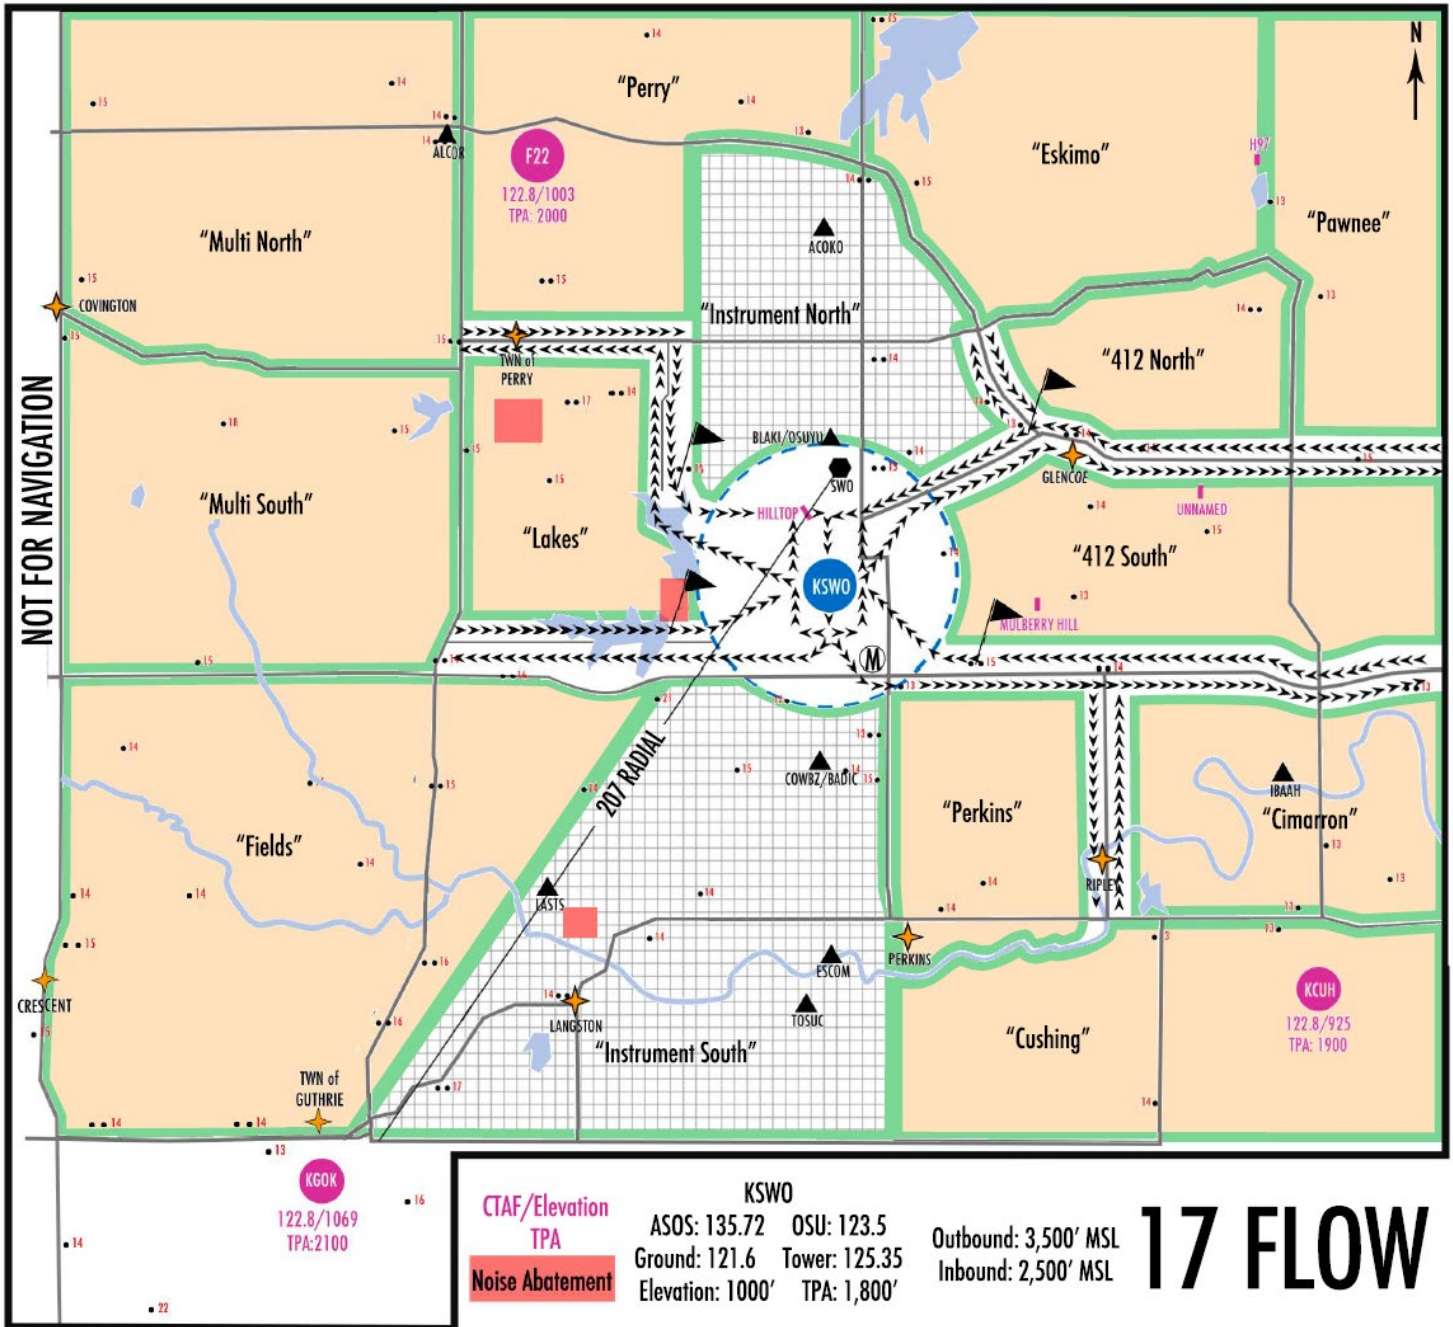 N
“Perry”
“Eskimo”
“Pawnee”
H97
ALCOR
F22
122.8/1003
TPA: 2000
“Multi North”
ACOKO
COVINGTON
“Instrument North”
“412 North”
TWN of
PERRY
NOT FOR NAVIGATION
BLAKI/OSUYU
SWO
GLENCOE
“Multi South”
“Lakes”
HILLTOP
UNNAMED
“412 South”
KSWO
MULBERRY HILL
M
207 RADIAL
COWBZ/BADIC
“Perkins”
IBAAH
“Cimarron”
“Fields”
LASTS
RIPLEY
PERKINS
ESCOM
CRESCENT
LANGSTON
TOSUC
KCUH
122.8/925
TPA: 1900
“Instrument South”
“Cushing”
TWN of
GUTHRIE
KGOK
122.8/1069
TPA:2100
CTAF/Elevation
TPA
Noise Abatement
KSWO
ASOS: 135.72 OSU: 123.5
Ground: 121.6 Tower: 125.35
Elevation: 1000’ TPA: 1,800’
Outbound: 3,500’ MSL
Inbound: 2,500’ MSL
17 FLOW